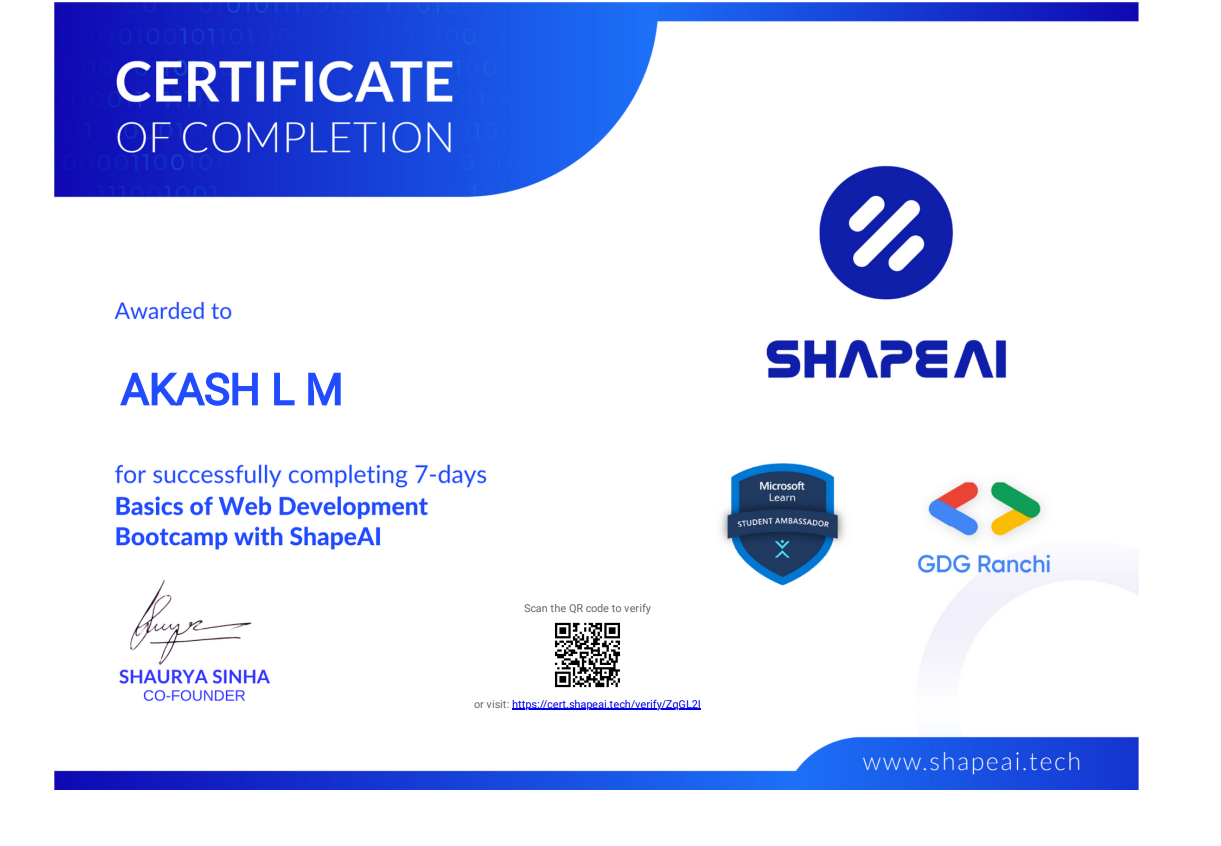 CERTIFICATE
OF COMPLETION
SHAPEAI
Awarded to
AKASH L M
for successfully completing 7-days
Basics of Web Development
Bootcamp with ShapeAI
Microsoft
Learn
STUDENT AMBASSADOR
GDG Ranchi
SHAURYA SINHA
CO-FOUNDER
Scan the QR code to verify
or visit: https://cert.shapeai.tech/verify/ZqGL2I
www.shapeai.tech